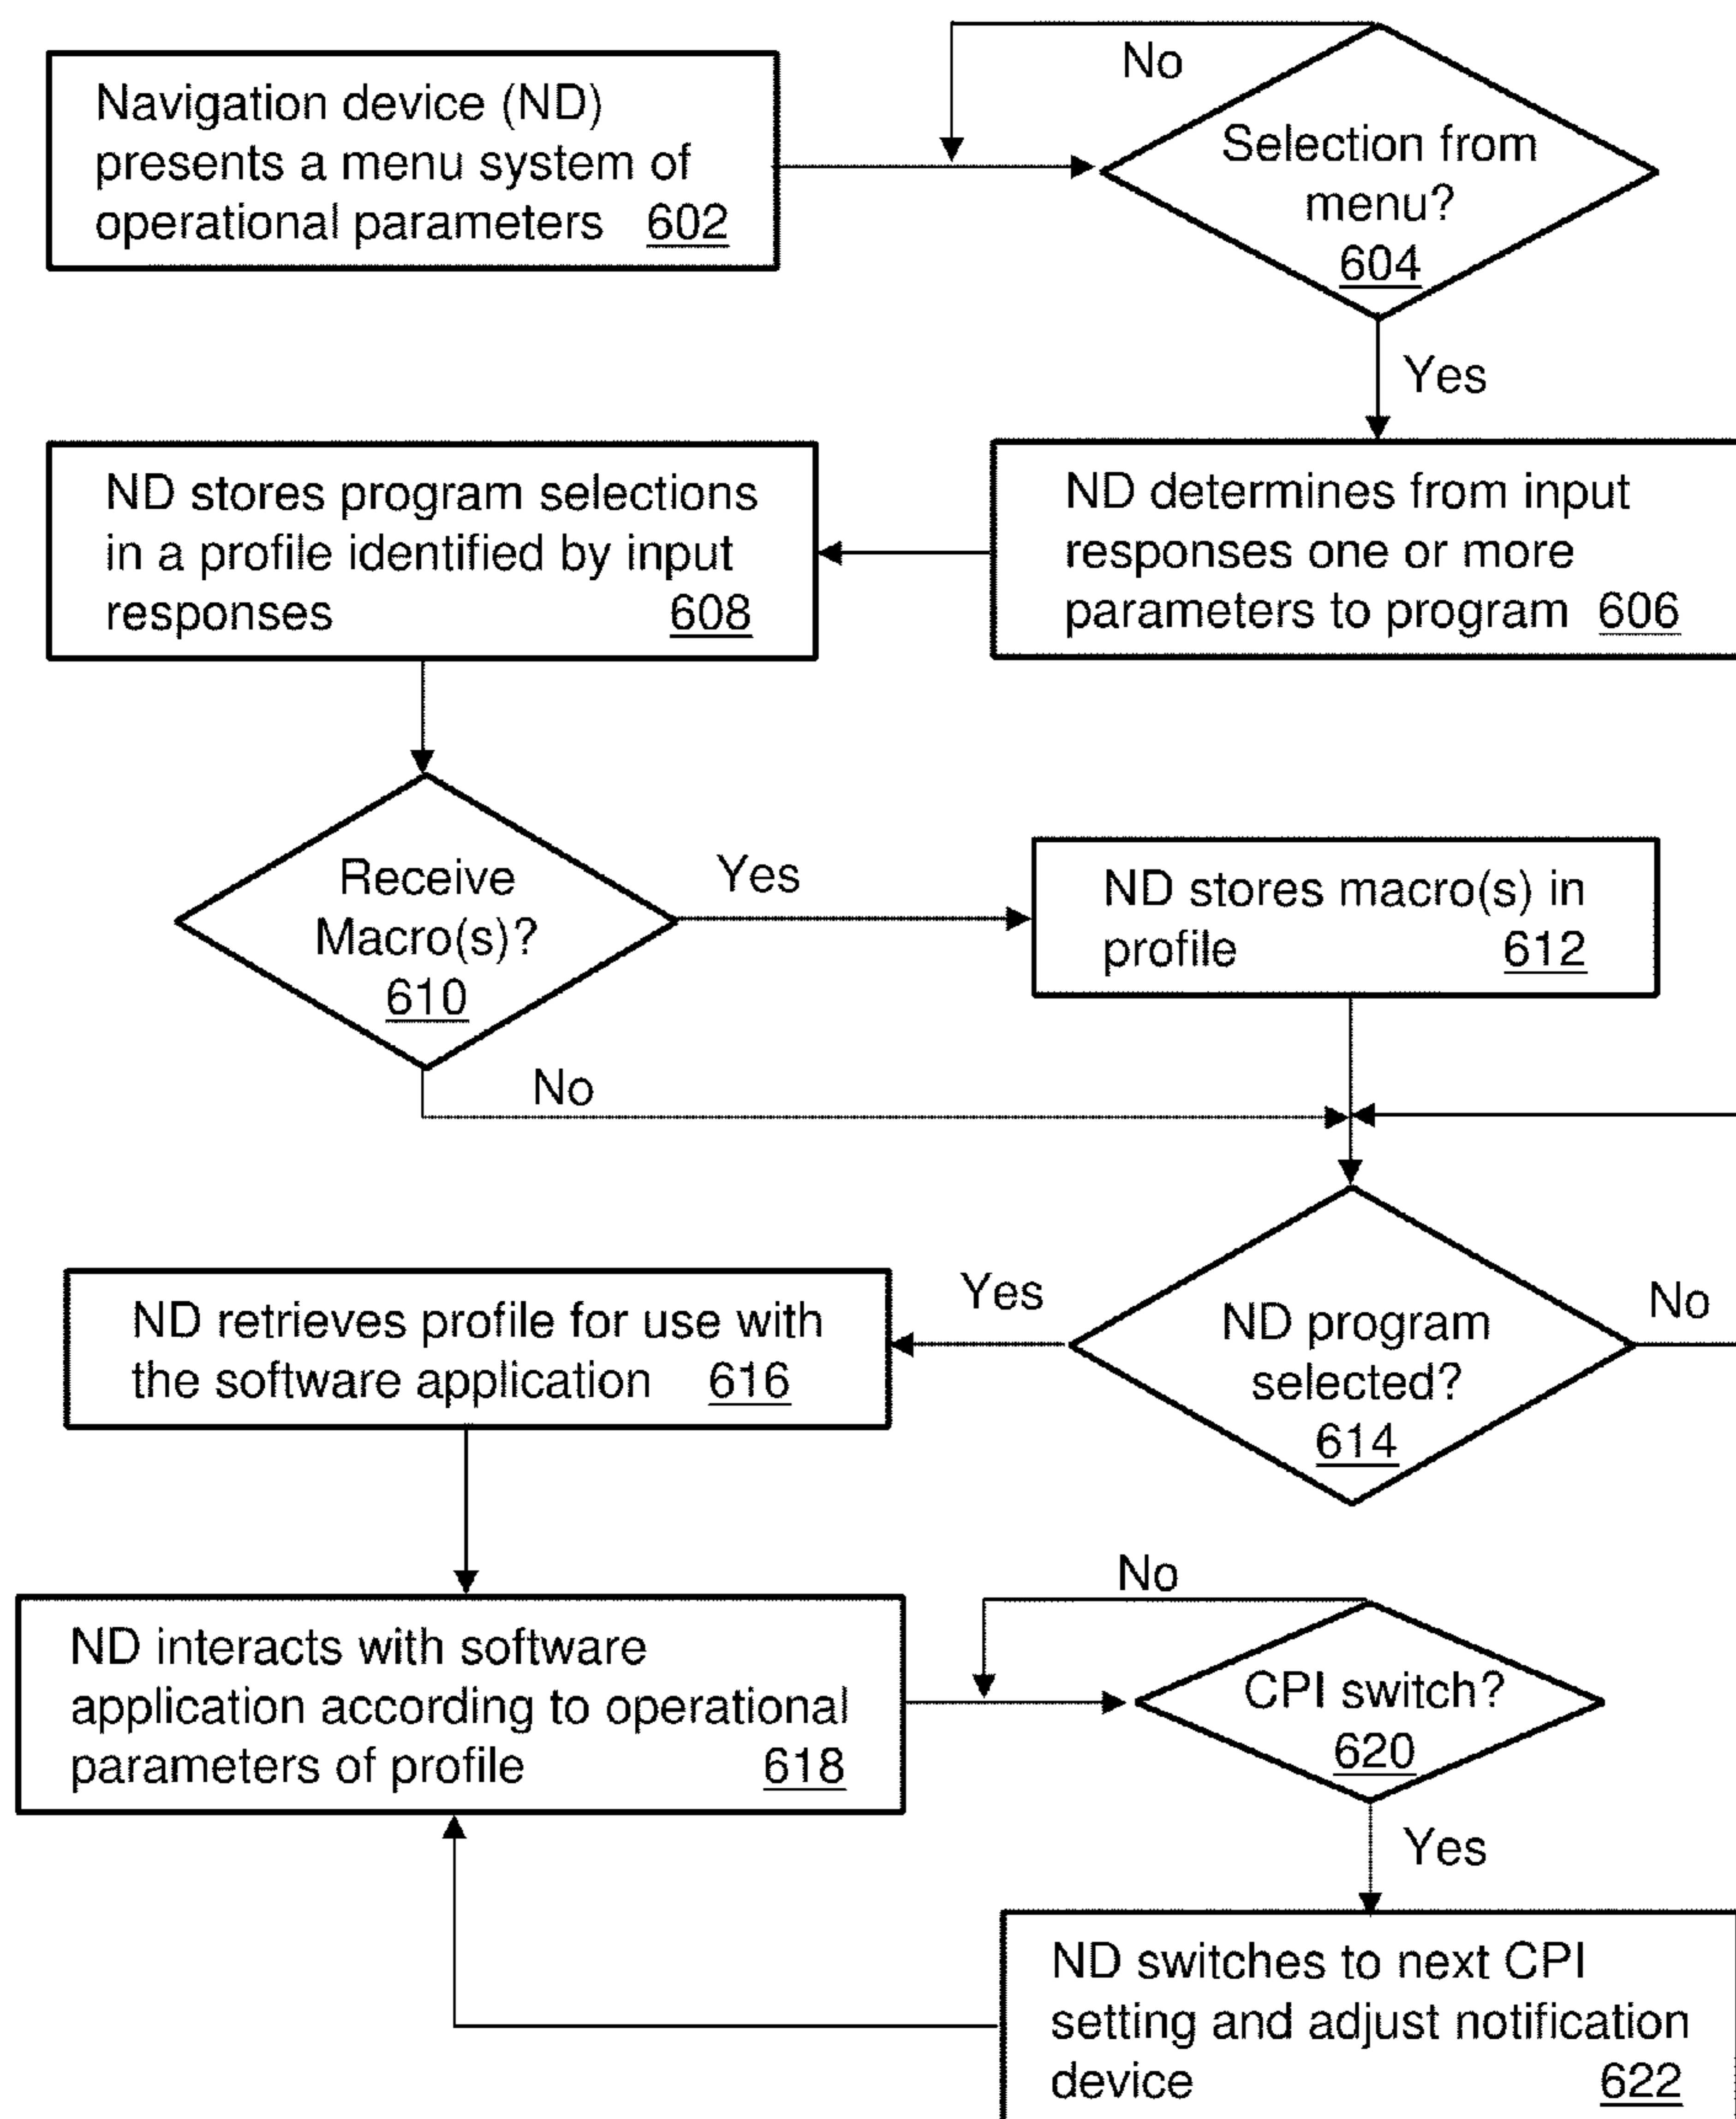 Navigation device (ND)
presents a menu system of
operational parameters 602
No
Selection from
menu?
604
Yes
ND determines from input
responses one or more
parameters to program 606
ND stores program selections
in a profile identified by input
responses 608
Receive
Macro(s)?
610
Yes
ND stores macro(s) in
profile 612
No
ND program
selected?
614
No
Yes
ND retrieves profile for use with
the software application 616
ND interacts with software
application according to operational
parameters of profile 618
No
CPI switch?
620
Yes
ND switches to next CPI
setting and adjust notification
device 622